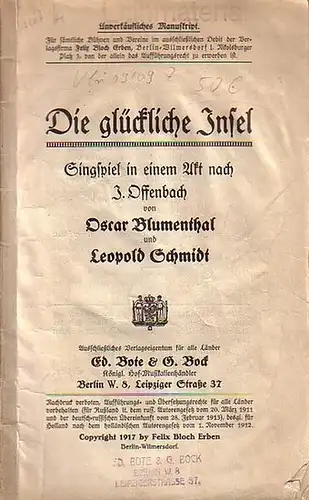 Unverkäufliches Manuskript.
Für sämtliche Bühnen und Vereine im ausschließlichen Debit der Ver-
lagsfirma Felix Bloch Erben, Berlin-Wilmersdorf 1, Nikolsburger
Platz 3, von der allein das Aufführungsrecht zu erwerben ist.
50 €
Die glückliche Insel
Singspiel in einem Akt nach
J. Offenbach
von
Oscar Blumenthal
und
Leopold Schmidt
Ausschließliches Verlagseigentum für alle Länder
Ed. Bote & G. Bock
Königl. Hof-Musikalienhändler
Berlin W. 8, Leipziger Straße 37
Nachdruck verboten, Aufführungs- und Übersetzungsrechte für alle Länder
vorbehalten (für Rußland lt. dem russ. Autorengesetz vom 20. März 1911
und der deutsch-russischen Übereinkunft vom 28. Februar 1913), desgl. für
Holland nach dem holländischen Autorengesetz vom 1. November 1912.
Copyright 1917 by Felix Bloch Erben
Berlin-Wilmersdorf.
ED. BOTE & G. BOCK
BERLIN W 8
LEIPZIGERSTRASSE 37.